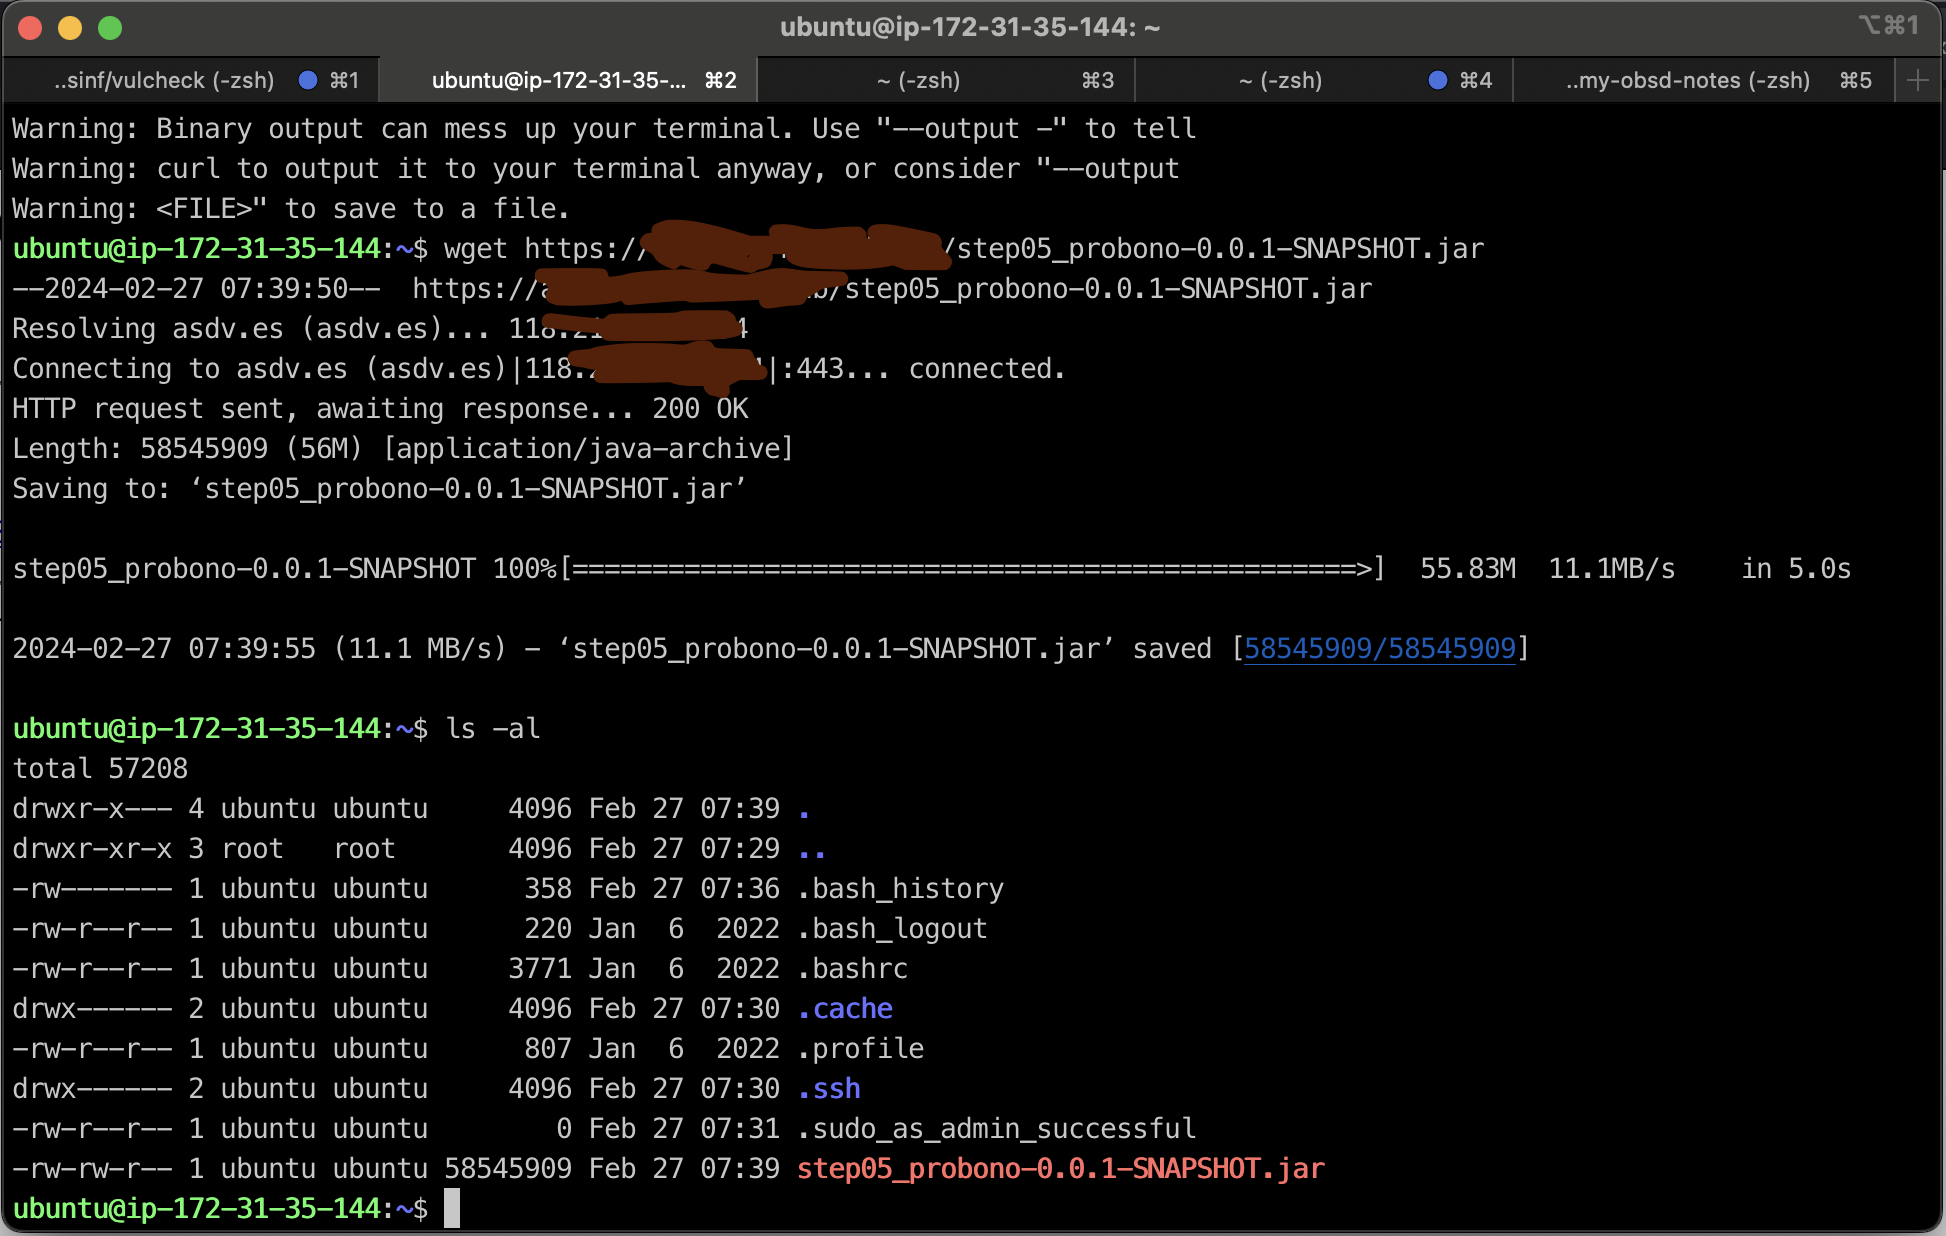 ubuntu@ip-172-31-35-144: ~
⌥⌘1
..sinf/vulcheck (-zsh) ⌘1 ubuntu@ip-172-31-35-... ⌘2 ~ (-zsh) ⌘3 ~ (-zsh) ⌘4 ..my-obsd-notes (-zsh) ⌘5
Warning: Binary output can mess up your terminal. Use "--output -" to tell
Warning: curl to output it to your terminal anyway, or consider "--output
Warning: <FILE>" to save to a file.
ubuntu@ip-172-31-35-144:~$ wget https:// /step05_probono-0.0.1-SNAPSHOT.jar
--2024-02-27 07:39:50--  https:// /step05_probono-0.0.1-SNAPSHOT.jar
Resolving asdv.es (asdv.es)... 118.
Connecting to asdv.es (asdv.es)|118. |:443... connected.
HTTP request sent, awaiting response... 200 OK
Length: 58545909 (56M) [application/java-archive]
Saving to: ‘step05_probono-0.0.1-SNAPSHOT.jar’
step05_probono-0.0.1-SNAPSHOT 100%[=================================================>]  55.83M  11.1MB/s    in 5.0s
2024-02-27 07:39:55 (11.1 MB/s) - ‘step05_probono-0.0.1-SNAPSHOT.jar’ saved [58545909/58545909]
ubuntu@ip-172-31-35-144:~$ ls -al
total 57208
drwxr-x--- 4 ubuntu ubuntu     4096 Feb 27 07:39 .
drwxr-xr-x 3 root   root       4096 Feb 27 07:29 ..
-rw------- 1 ubuntu ubuntu      358 Feb 27 07:36 .bash_history
-rw-r--r-- 1 ubuntu ubuntu      220 Jan  6  2022 .bash_logout
-rw-r--r-- 1 ubuntu ubuntu     3771 Jan  6  2022 .bashrc
drwx------ 2 ubuntu ubuntu     4096 Feb 27 07:30 .cache
-rw-r--r-- 1 ubuntu ubuntu      807 Jan  6  2022 .profile
drwx------ 2 ubuntu ubuntu     4096 Feb 27 07:30 .ssh
-rw-r--r-- 1 ubuntu ubuntu        0 Feb 27 07:31 .sudo_as_admin_successful
-rw-rw-r-- 1 ubuntu ubuntu 58545909 Feb 27 07:39 step05_probono-0.0.1-SNAPSHOT.jar
ubuntu@ip-172-31-35-144:~$